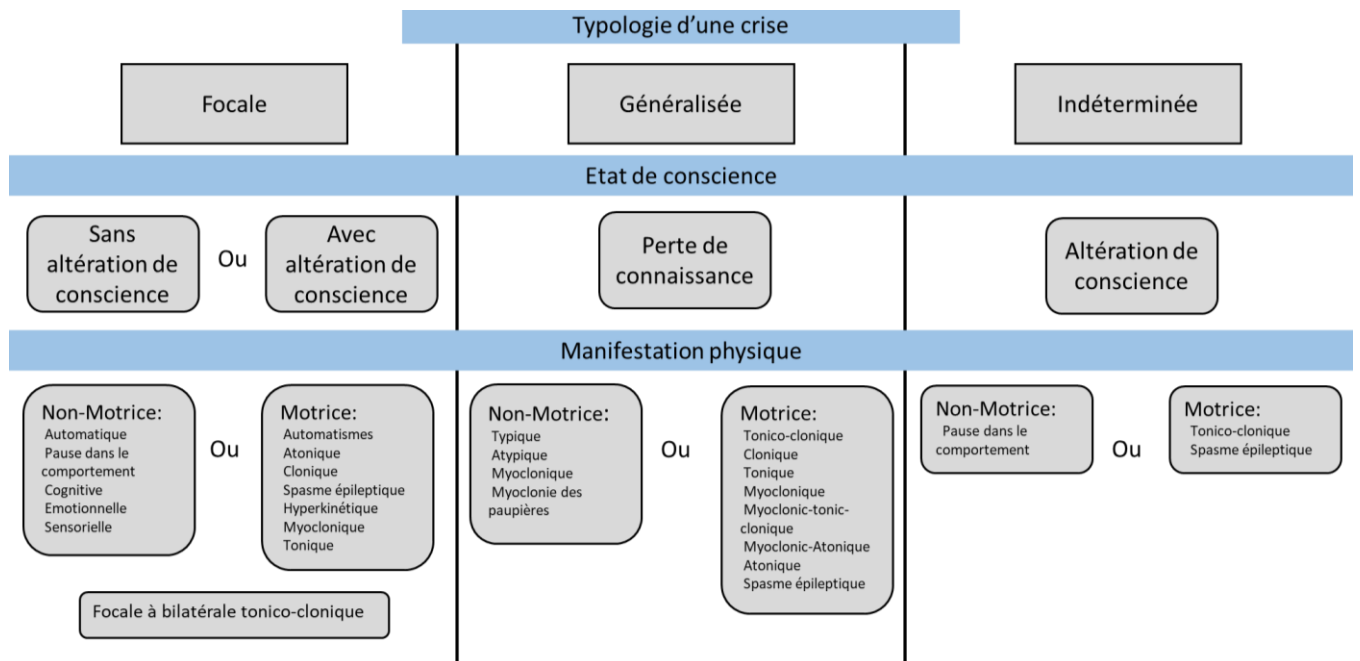 Typologie d'une crise
Focale
Généralisée
Indéterminée
Etat de conscience
Sans
altération de
conscience
Ou
Avec
altération de
conscience
Perte de
connaissance
Altération de
conscience
Manifestation physique
Non-Motrice:
Automatique
Pause dans le
comportement
Cognitive
Emotionnelle
Sensorielle
Ou
Motrice:
Automatismes
Atonique
Clonique
Spasme épileptique
Hyperkinétique
Myoclonique
Tonique
Focale à bilatérale tonico-clonique
Non-Motrice:
Typique
Atypique
Myoclonique
Myoclonie des
paupières
Ou
Motrice:
Tonico-clonique
Clonique
Tonique
Myoclonique
Myoclonic-tonic-
clonique
Myoclonic-Atonique
Atonique
Spasme épileptique
Non-Motrice:
Pause dans le
comportement
Ou
Motrice:
Tonico-clonique
Spasme épileptique